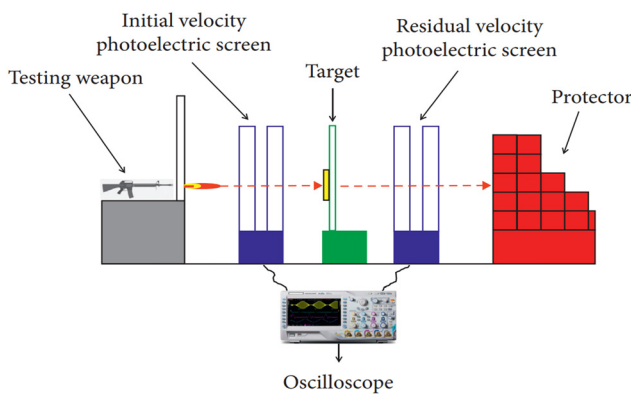 Initial velocity
photoelectric screen
Residual velocity
photoelectric screen
Testing weapon
Target
Protector
Oscilloscope